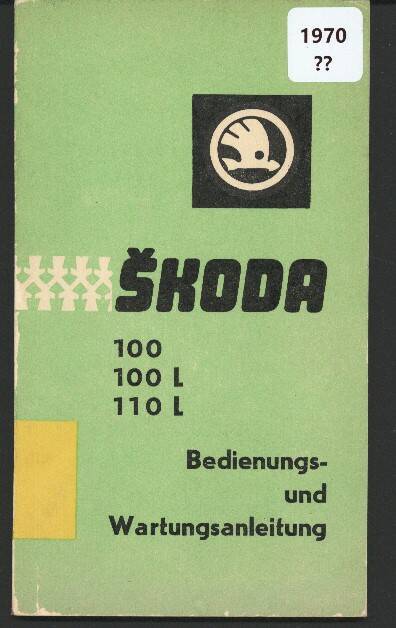 1970
??
ŠKODA
100
100 L
110 L
Bedienungs-
und
Wartungsanleitung